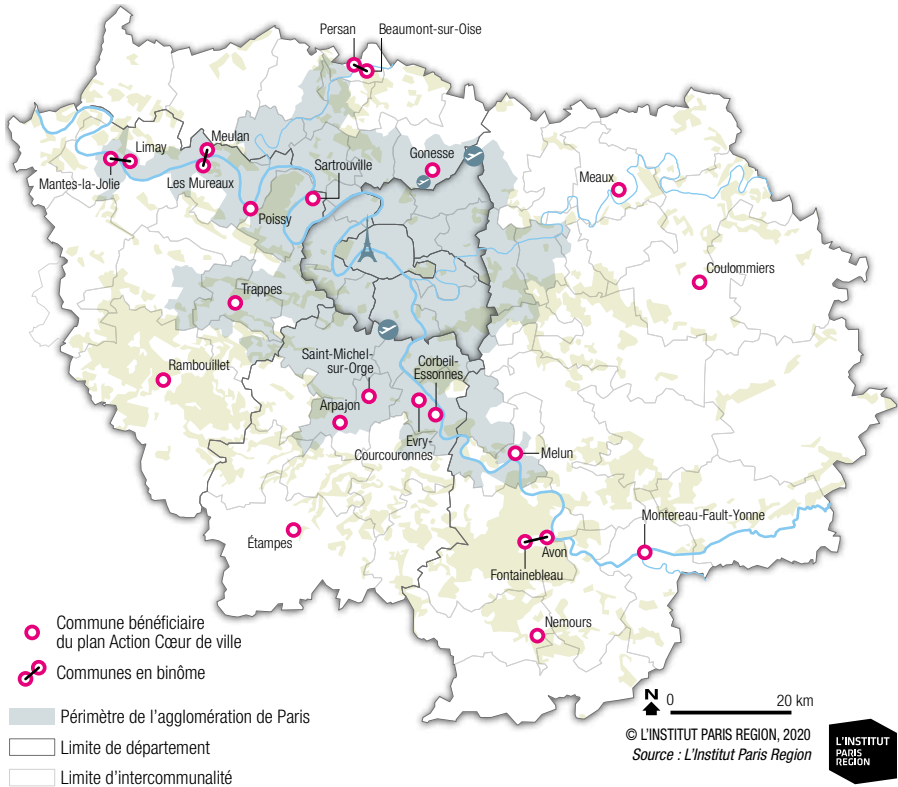 Persan
Beaumont-sur-Oise
Meulan
Limay
Gonesse
Sartrouville
Mantes-la-Jolie
Les Mureaux
Meaux
Poissy
Coulommiers
Trappes
Saint-Michel-
sur-Orge
Corbeil-
Essonnes
Rambouillet
Arpajon
Evry-
Courcouronnes
Melun
Montereau-Fault-Yonne
Étampes
Avon
Fontainebleau
Nemours
Commune bénéficiaire
du plan Action Cœur de ville
Communes en binôme
Périmètre de l'agglomération de Paris
Limite de département
Limite d'intercommunalité
N
0
20 km
© L'INSTITUT PARIS REGION, 2020
Source : L'Institut Paris Region
L'INSTITUT
PARIS
REGION